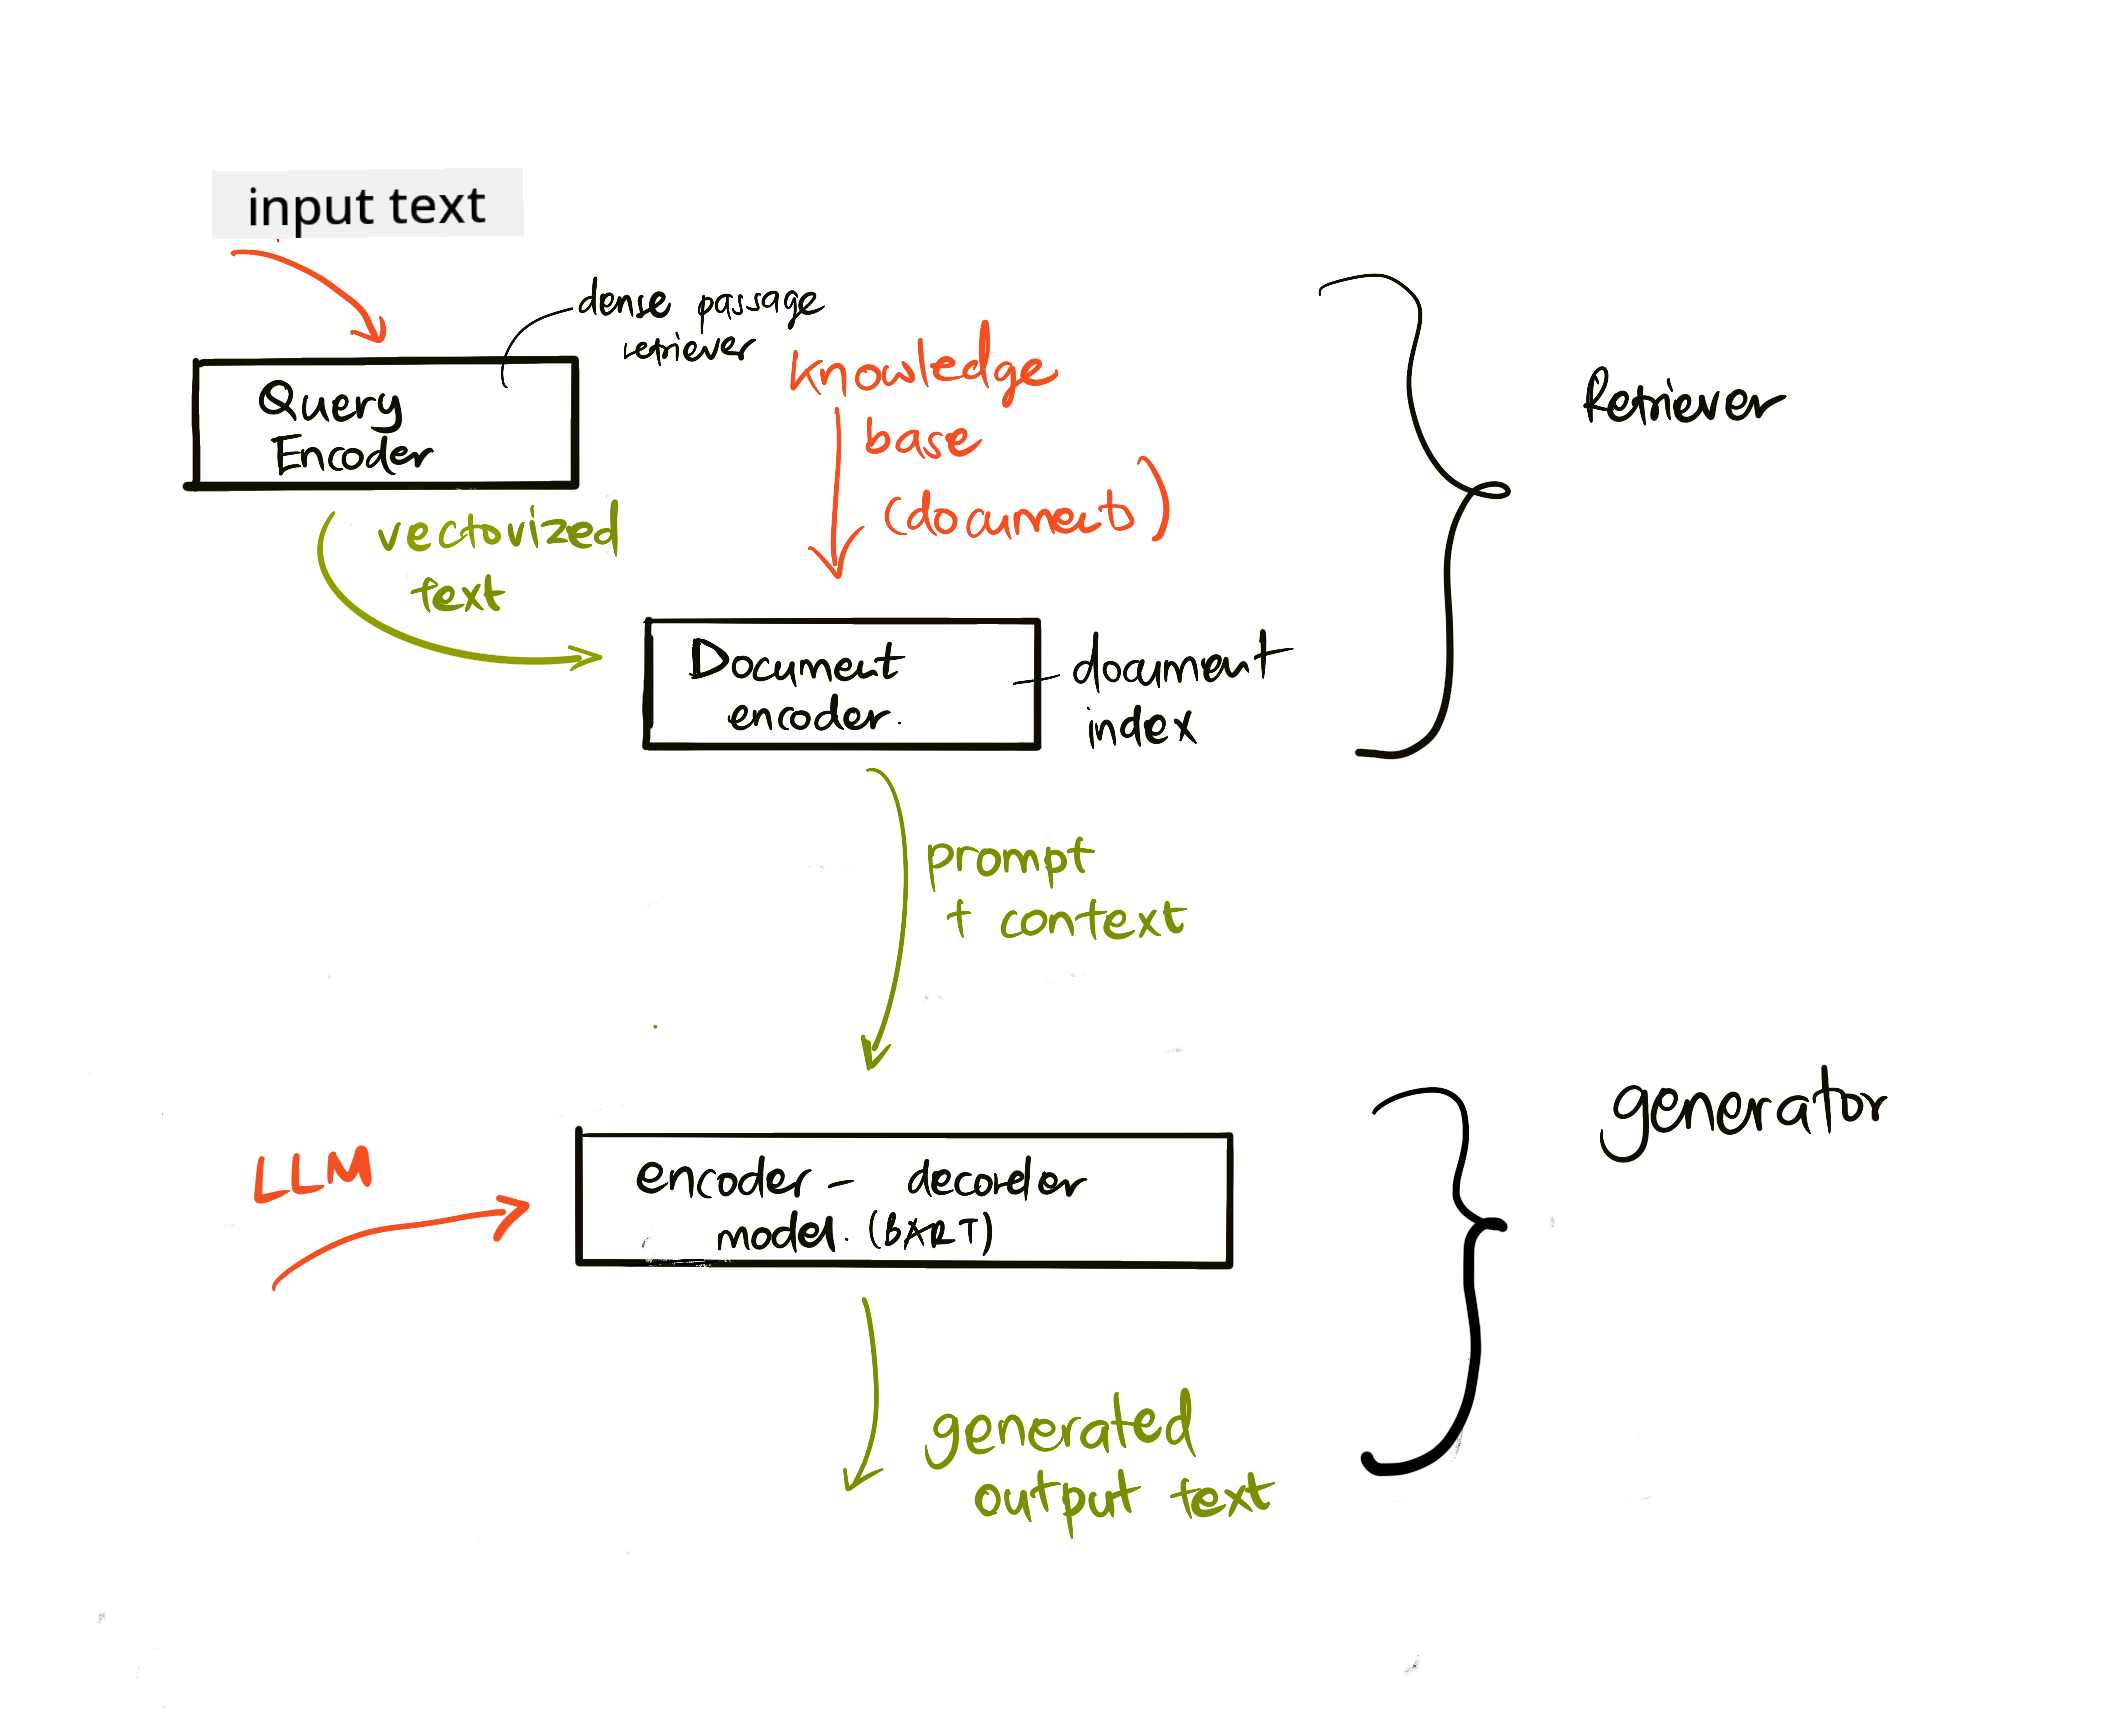 input text
dense passage
retriever
Query
Encoder
knowledge
base
(documents)
Retriever
vectorized
text
Document
encoder.
document
index
prompt
+ context
generator
LLM
encoder - decorder
model. (BART)
generated
output text